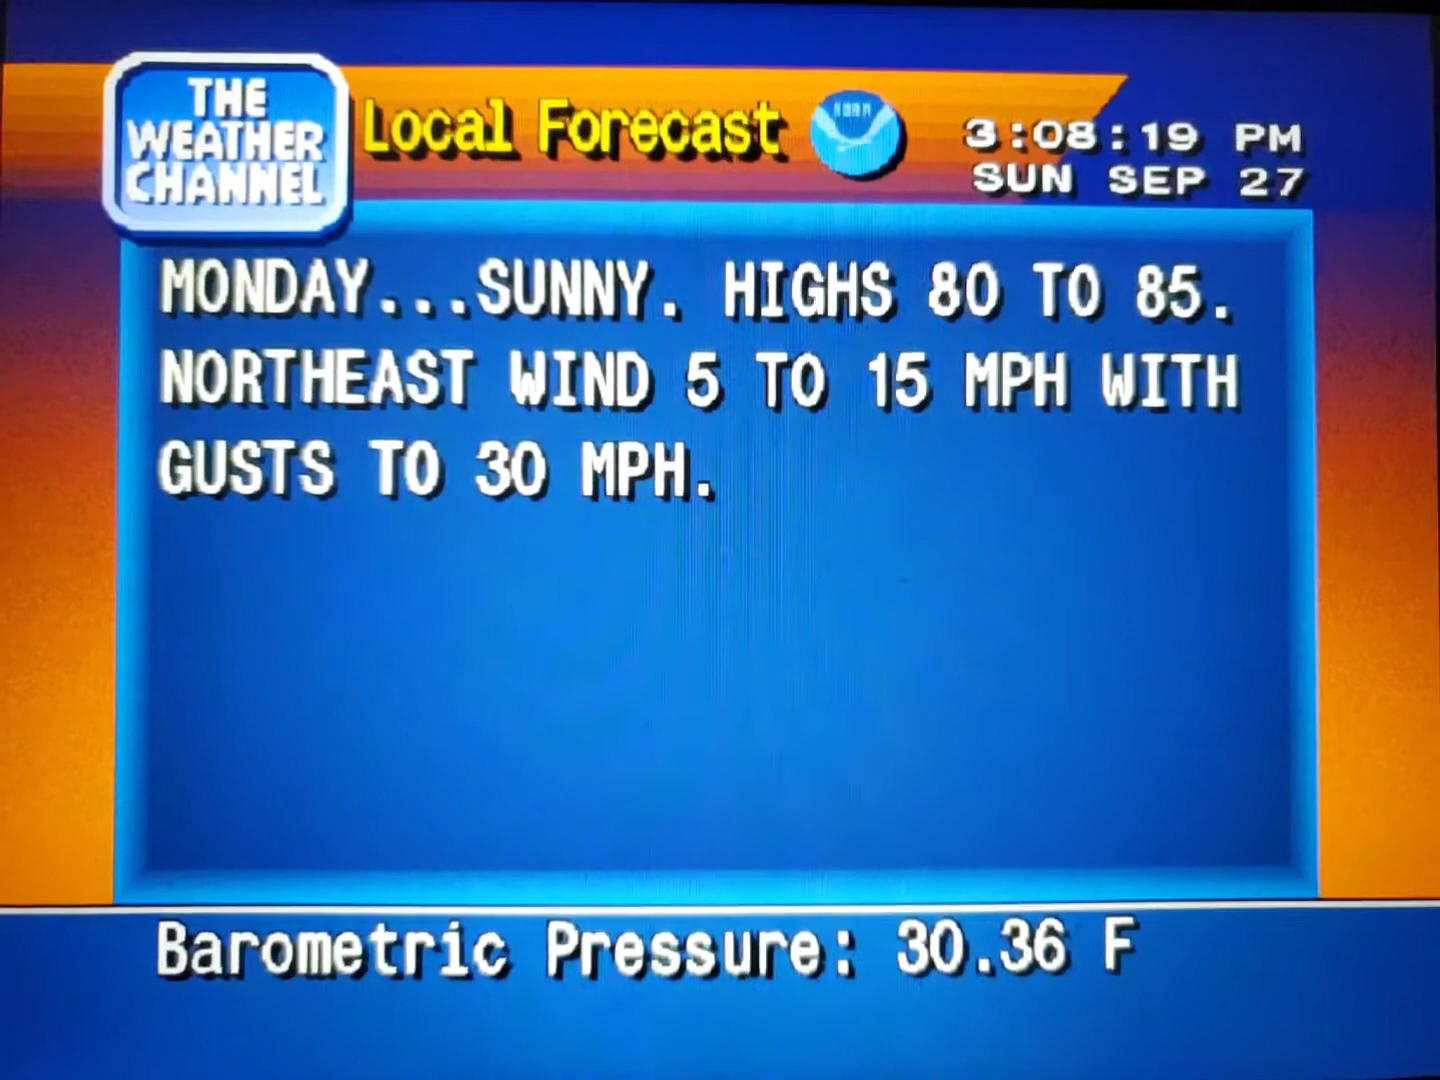 THE
WEATHER
CHANNEL
Local Forecast
NOAA
3:08:19 PM
SUN SEP 27
MONDAY...SUNNY. HIGHS 80 TO 85.
NORTHEAST WIND 5 TO 15 MPH WITH
GUSTS TO 30 MPH.
Barometric Pressure: 30.36 F